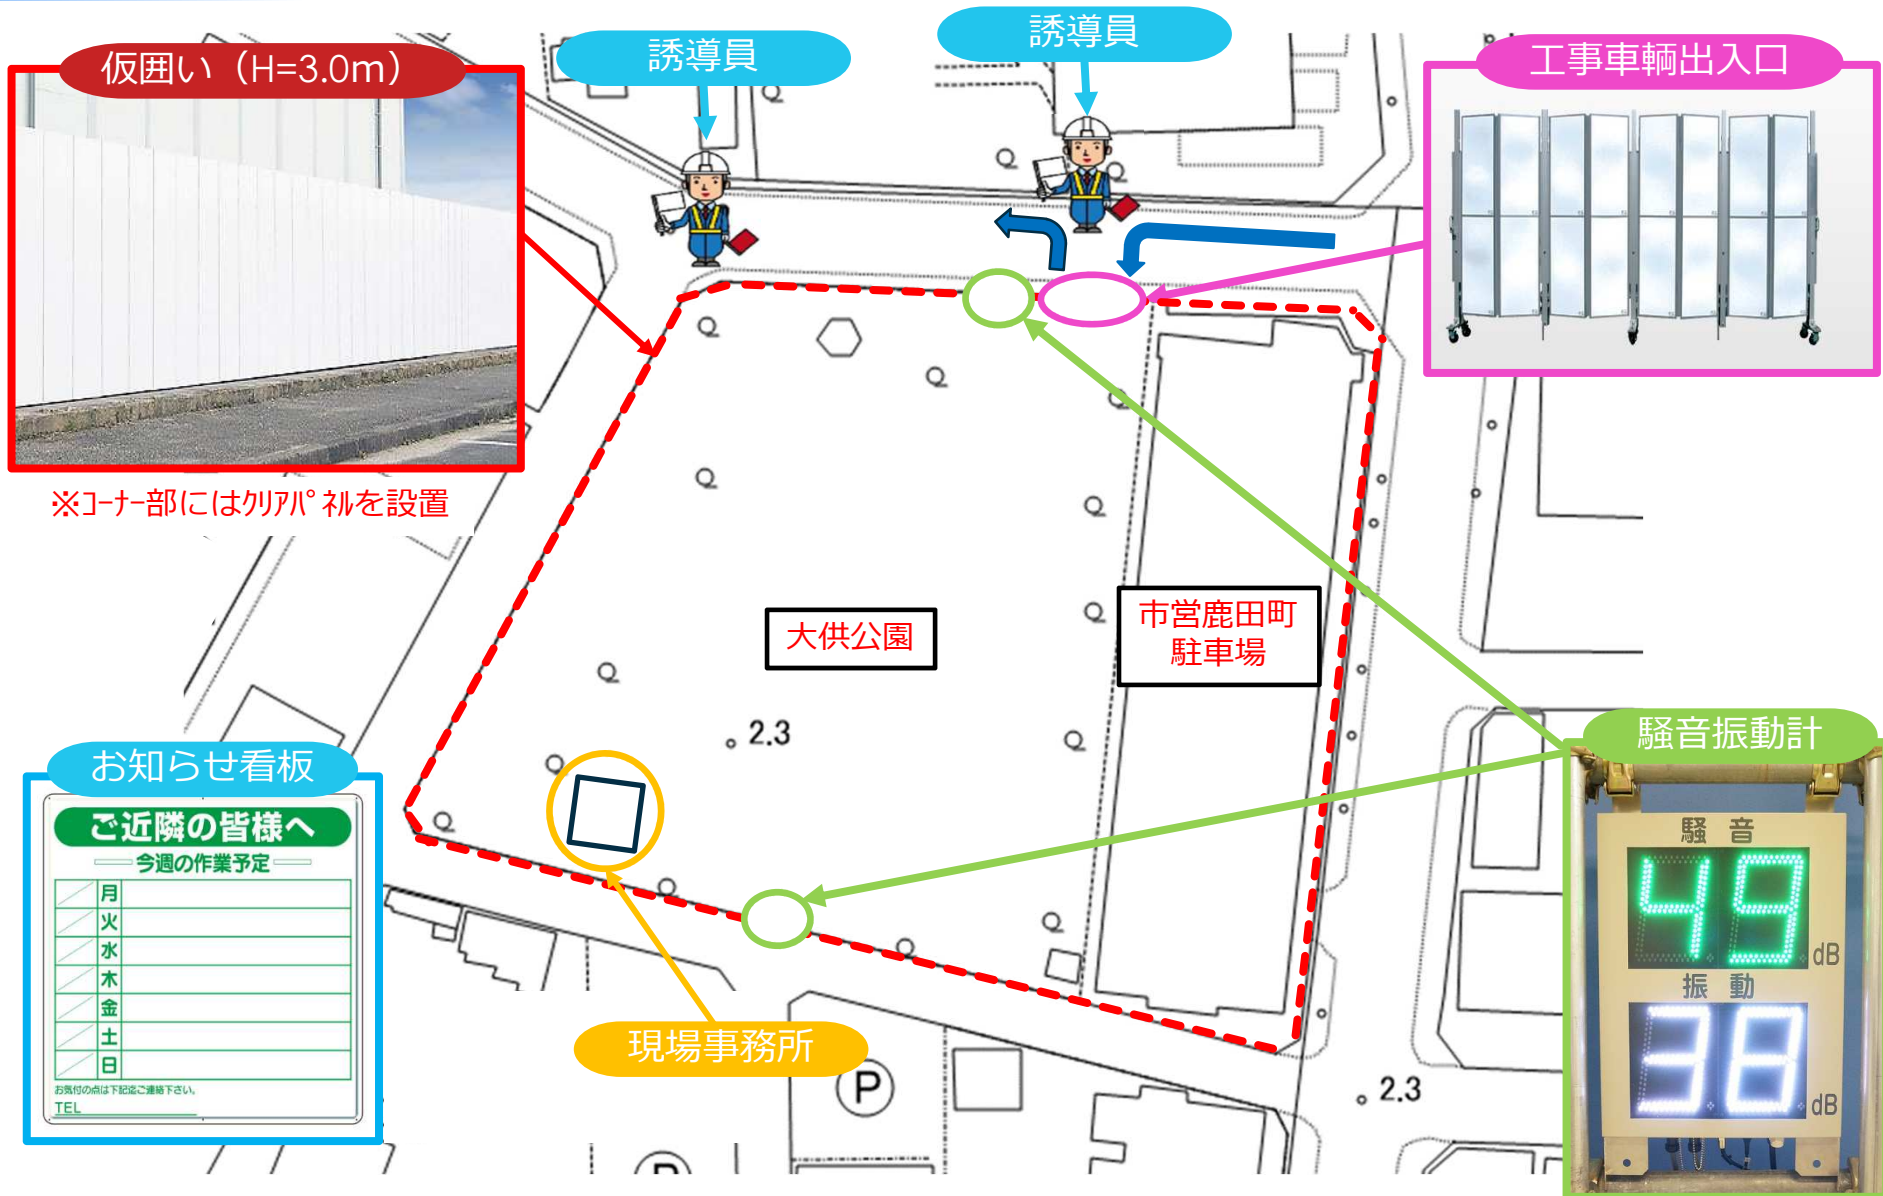 仮囲い（H=3.0m）
誘導員
誘導員
工事車輌出入口
※ｺｰﾅｰ部にはｸﾘｱﾊﾟﾈﾙを設置
大供公園
市営鹿田町
駐車場
2.3
お知らせ看板
ご近隣の皆様へ
今週の作業予定
月
火
水
木
金
土
日
お気付の点は下記迄ご連絡下さい。
TEL
現場事務所
騒音振動計
騒音
49
dB
振動
38
dB
P
2.3
P